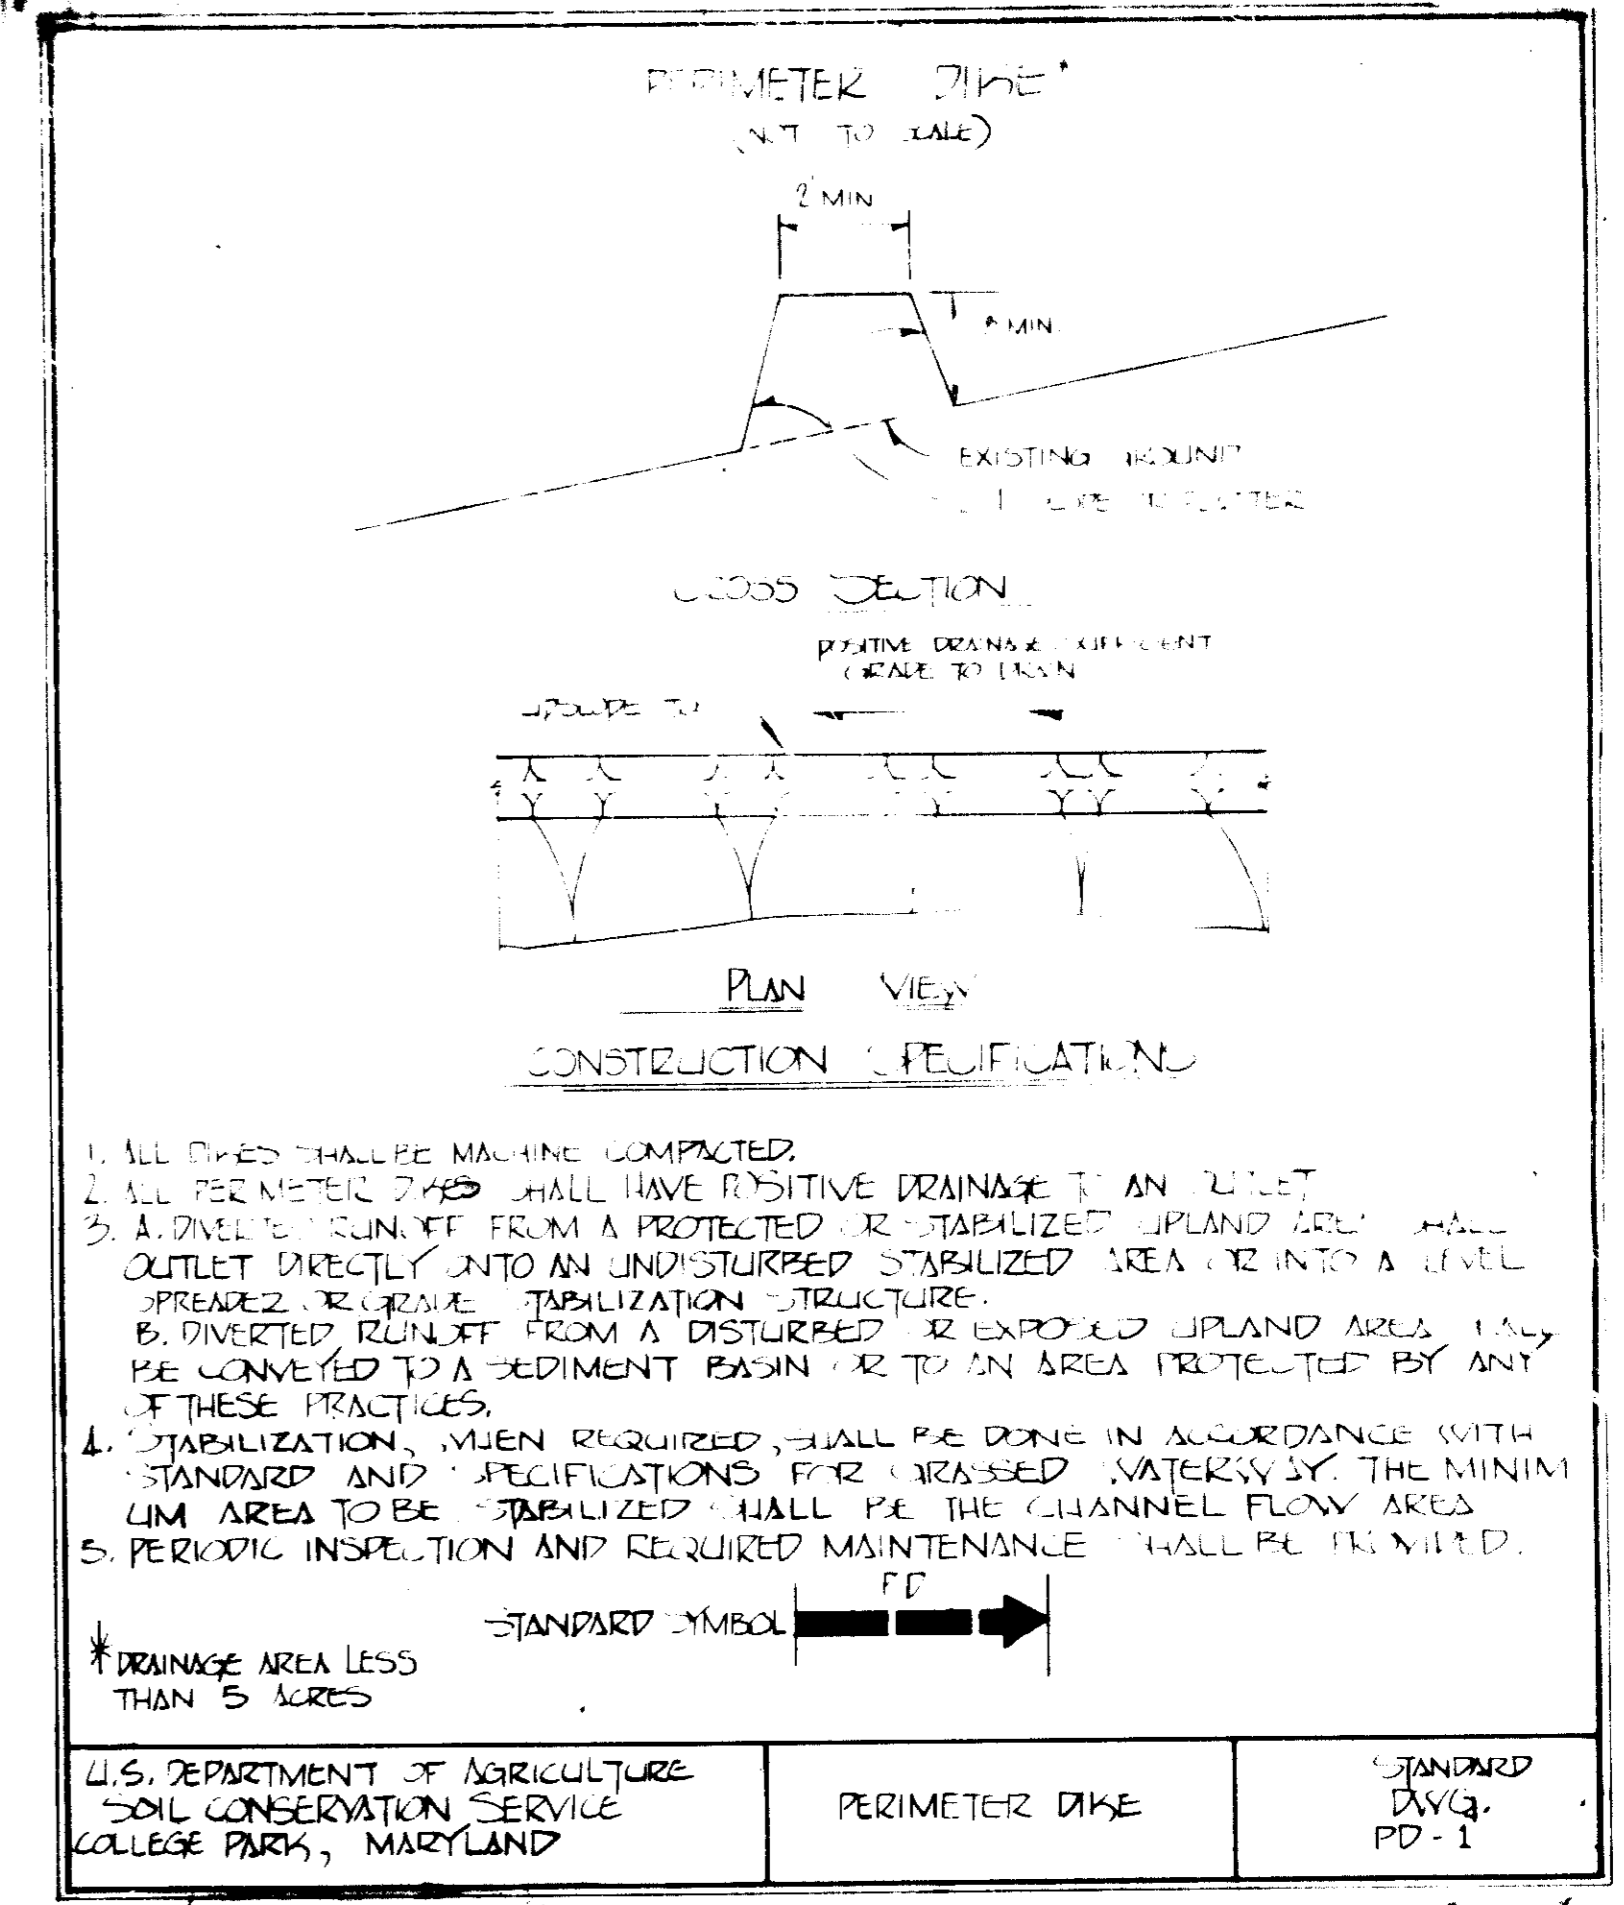 PERIMETER DIKE*
(NOT TO SCALE)
2' MIN
MIN.
EXISTING GROUND
SLOPE OR FLATTER
CROSS SECTION
POSITIVE DRAINAGE SUFFICIENT
GRADE TO DRAIN
UPSLOPE TOE
PLAN VIEW
CONSTRUCTION SPECIFICATIONS
1. ALL DIKES SHALL BE MACHINE COMPACTED.
2. ALL PERIMETER DIKES SHALL HAVE POSITIVE DRAINAGE TO AN OUTLET
3. A. DIVERTED RUNOFF FROM A PROTECTED OR STABILIZED UPLAND AREA SHALL
OUTLET DIRECTLY ONTO AN UNDISTURBED STABILIZED AREA OR INTO A LEVEL
SPREADER OR GRADE STABILIZATION STRUCTURE.
B. DIVERTED RUNOFF FROM A DISTURBED OR EXPOSED UPLAND AREA SHALL
BE CONVEYED TO A SEDIMENT BASIN OR TO AN AREA PROTECTED BY ANY
OF THESE PRACTICES.
4. STABILIZATION, WHEN REQUIRED, SHALL BE DONE IN ACCORDANCE WITH
STANDARD AND SPECIFICATIONS FOR GRASSED WATERWAY. THE MINIM
UM AREA TO BE STABILIZED SHALL BE THE CHANNEL FLOW AREA
5. PERIODIC INSPECTION AND REQUIRED MAINTENANCE SHALL BE PROVIDED.
PD
STANDARD SYMBOL
* DRAINAGE AREA LESS
THAN 5 ACRES
U.S. DEPARTMENT OF AGRICULTURE
SOIL CONSERVATION SERVICE
COLLEGE PARK, MARYLAND
PERIMETER DIKE
STANDARD
DWG.
PD - 1